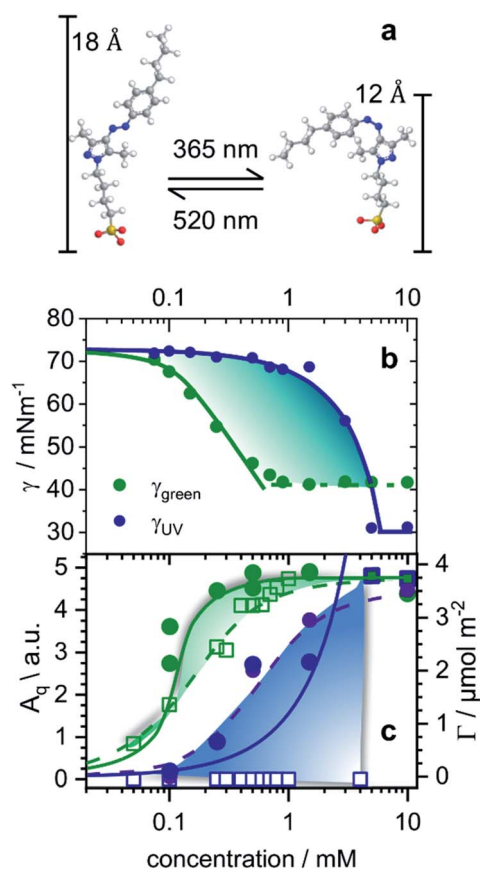 a
18 Å
12 Å
365 nm
520 nm
0.1 1 10
b
80
70
60
50
40
30
γ / mNm⁻¹
γgreen
γUV
c
5
4
3
2
1
0
A_q \ a.u.
4
3
2
1
0
Γ / μmol m⁻²
0.1 1 10
concentration / mM